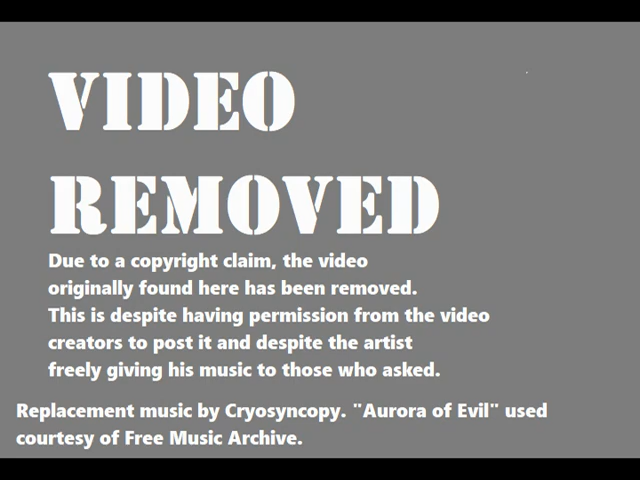 VIDEO
REMOVED
Due to a copyright claim, the video
originally found here has been removed.
This is despite having permission from the video
creators to post it and despite the artist
freely giving his music to those who asked.
Replacement music by Cryosyncopy. "Aurora of Evil" used
courtesy of Free Music Archive.